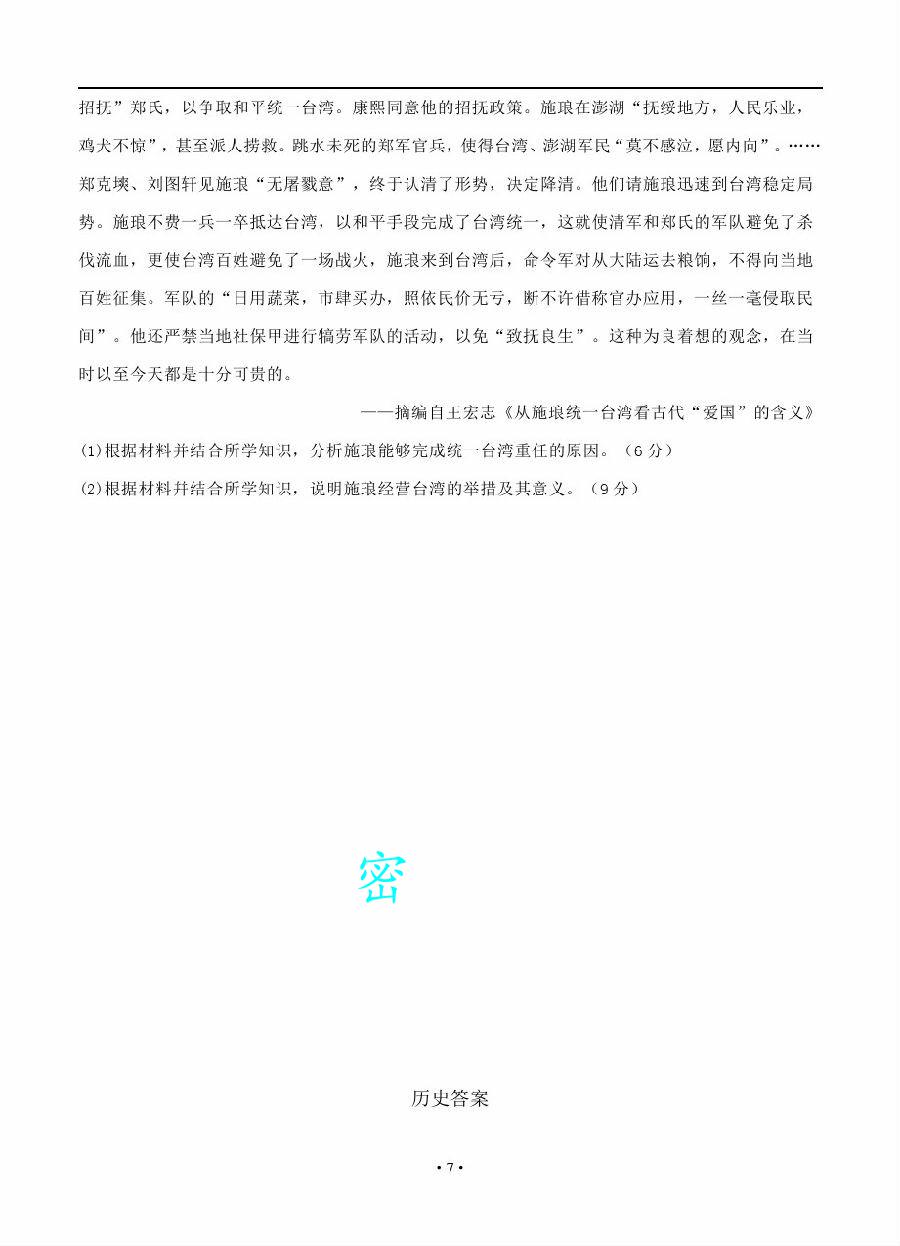 招抚”郑氏，以争取和平统一台湾。康熙同意他的招抚政策。施琅在澎湖“抚绥地方，人民乐业，
鸡犬不惊”，甚至派人捞救。跳水未死的郑军官兵，使得台湾、澎湖军民“莫不感泣，愿内向”。……
郑克塽、刘图轩见施琅“无屠戮意”，终于认清了形势，决定降清。他们请施琅迅速到台湾稳定局
势。施琅不费一兵一卒抵达台湾，以和平手段完成了台湾统一，这就使清军和郑氏的军队避免了杀
伐流血，更使台湾百姓避免了一场战火，施琅来到台湾后，命令军对从大陆运去粮饷，不得向当地
百姓征集。军队的“日用蔬菜，市肆买办，照依民价无亏，断不许借称官办应用，一丝一毫侵取民
间”。他还严禁当地社保甲进行犒劳军队的活动，以免“致抚良生”。这种为良着想的观念，在当
时以至今天都是十分可贵的。
——摘编自王宏志《从施琅统一台湾看古代“爱国”的含义》
(1)根据材料并结合所学知识，分析施琅能够完成统一台湾重任的原因。（6 分）
(2)根据材料并结合所学知识，说明施琅经营台湾的举措及其意义。（9 分）
密
历史答案
• 7 •